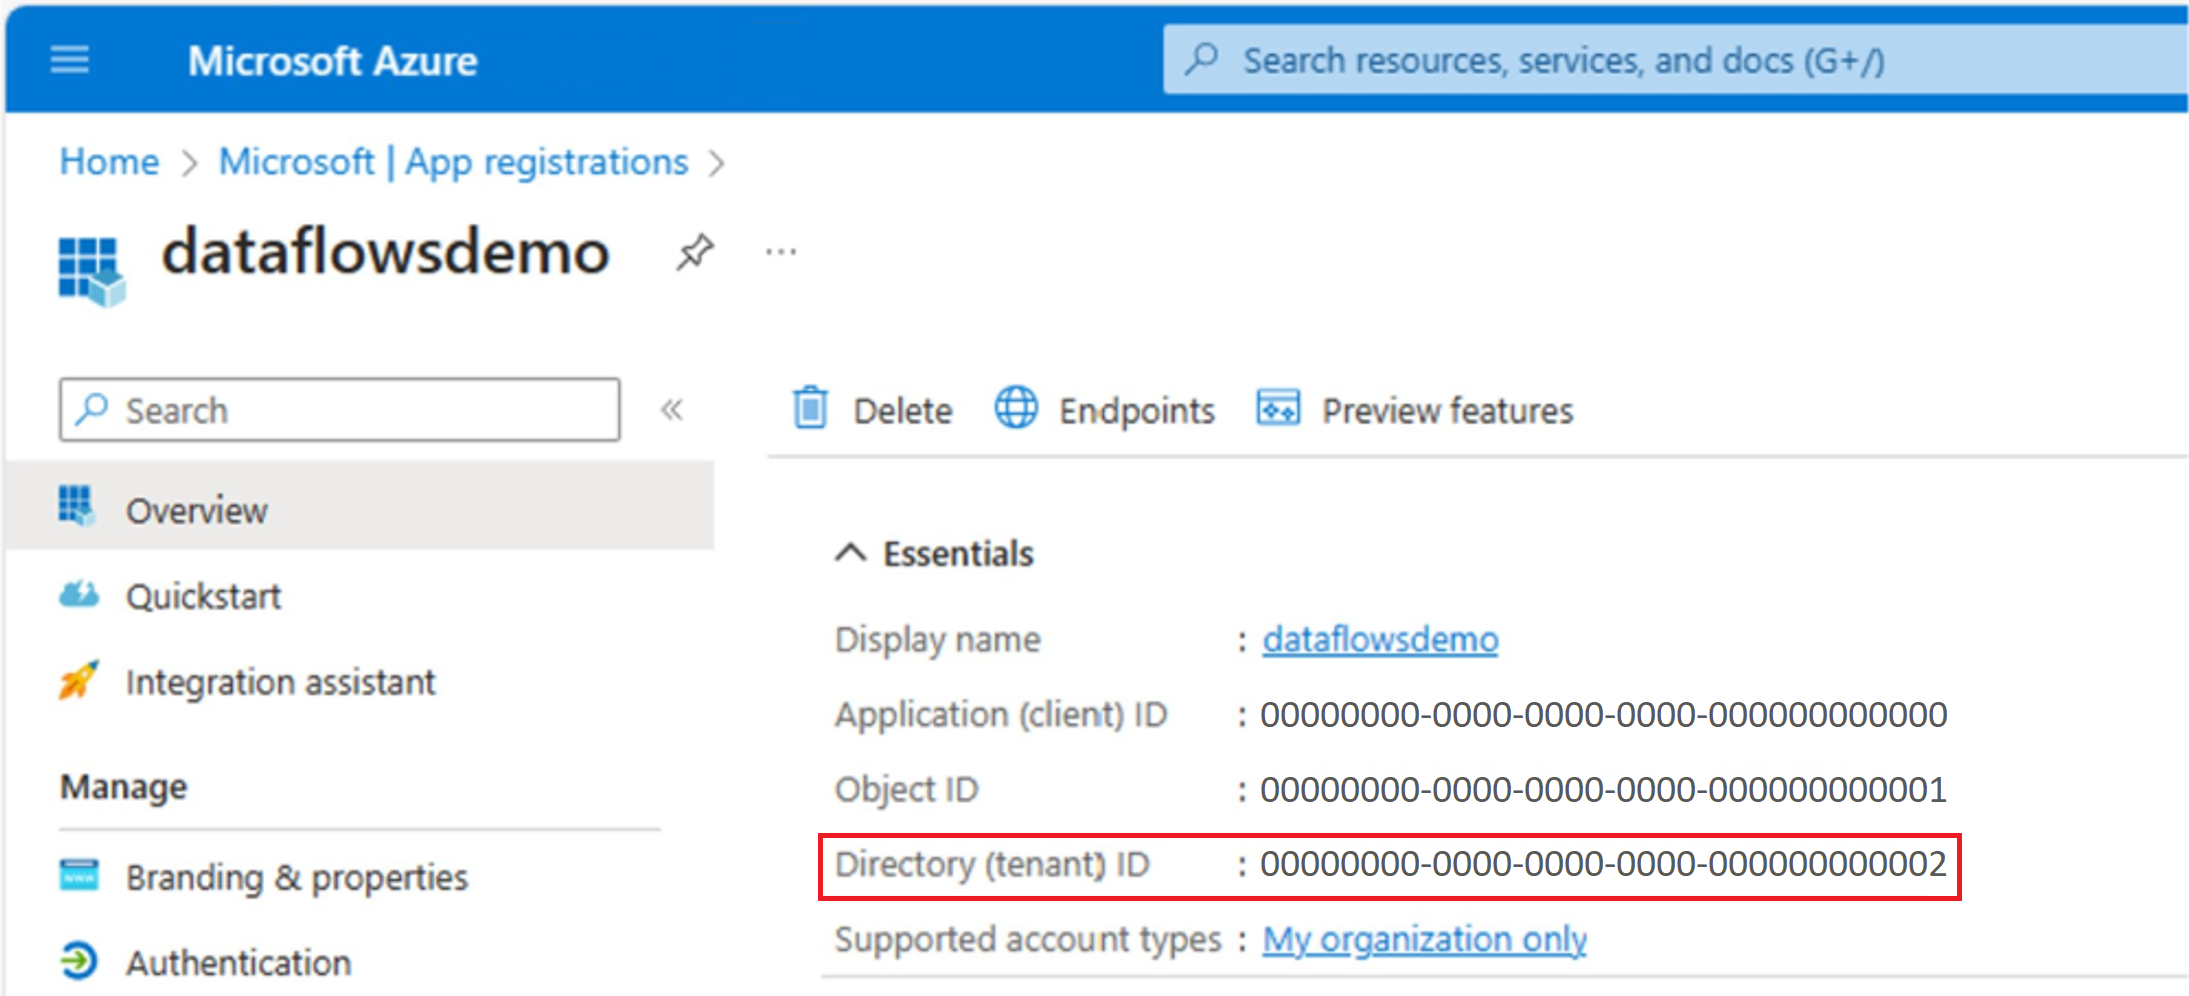 Microsoft Azure
Search resources, services, and docs (G+/)
Home > Microsoft | App registrations >
dataflowsdemo
...
Search
«
Delete
Endpoints
Preview features
Overview
Quickstart
Integration assistant
Manage
Branding & properties
Authentication
Essentials
Display name : dataflowsdemo
Application (client) ID : 00000000-0000-0000-0000-000000000000
Object ID : 00000000-0000-0000-0000-000000000001
Directory (tenant) ID : 00000000-0000-0000-0000-000000000002
Supported account types : My organization only